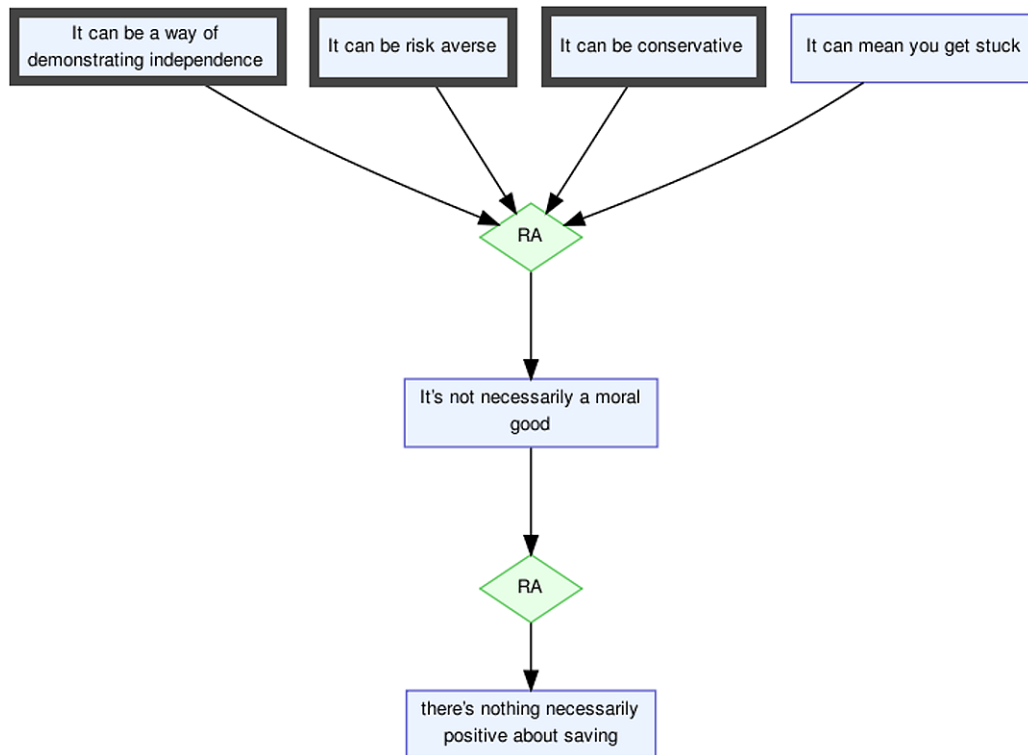 It can be a way of
demonstrating independence
It can be risk averse
It can be conservative
It can mean you get stuck
RA
It's not necessarily a moral
good
RA
there's nothing necessarily
positive about saving